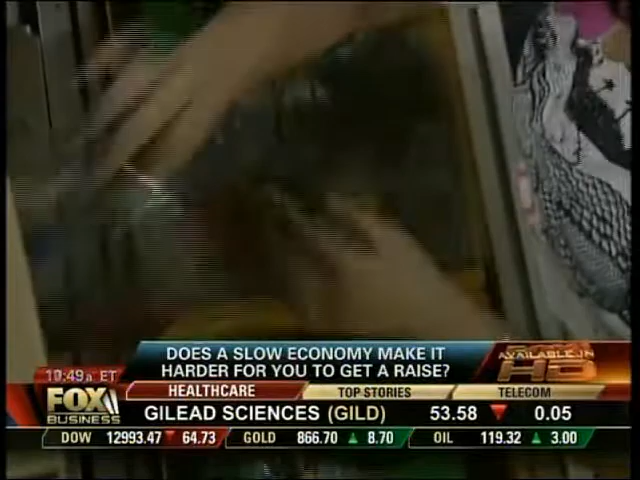 DOES A SLOW ECONOMY MAKE IT
HARDER FOR YOU TO GET A RAISE?
AVAILABLE IN
HD
10:49a ET
HEALTHCARE TOP STORIES TELECOM
FOX
BUSINESS
GILEAD SCIENCES (GILD) 53.58 ▼ 0.05
DOW 12993.47 ▼ 64.73 GOLD 866.70 ▲ 8.70 OIL 119.32 ▲ 3.00